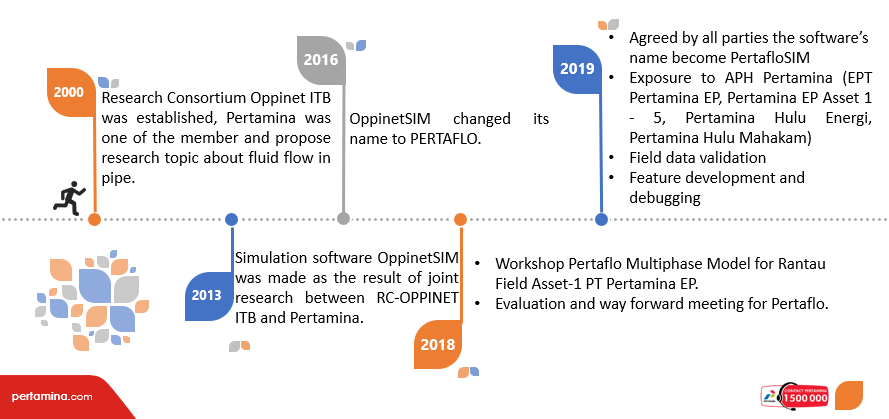 2000
Research Consortium Oppinet ITB
was established, Pertamina was
one of the member and propose
research topic about fluid flow in
pipe.
2013
Simulation software OppinetSIM
was made as the result of joint
research between RC-OPPINET
ITB and Pertamina.
2016
OppinetSIM changed its
name to PERTAFLO.
2018
• Workshop Pertaflo Multiphase Model for Rantau
Field Asset-1 PT Pertamina EP.
• Evaluation and way forward meeting for Pertaflo.
2019
• Agreed by all parties the software's
name become PertafloSIM
• Exposure to APH Pertamina (EPT
Pertamina EP, Pertamina EP Asset 1
- 5, Pertamina Hulu Energi,
Pertamina Hulu Mahakam)
• Field data validation
• Feature development and
debugging
pertamina.com
CONTACT PERTAMINA
1 500 000